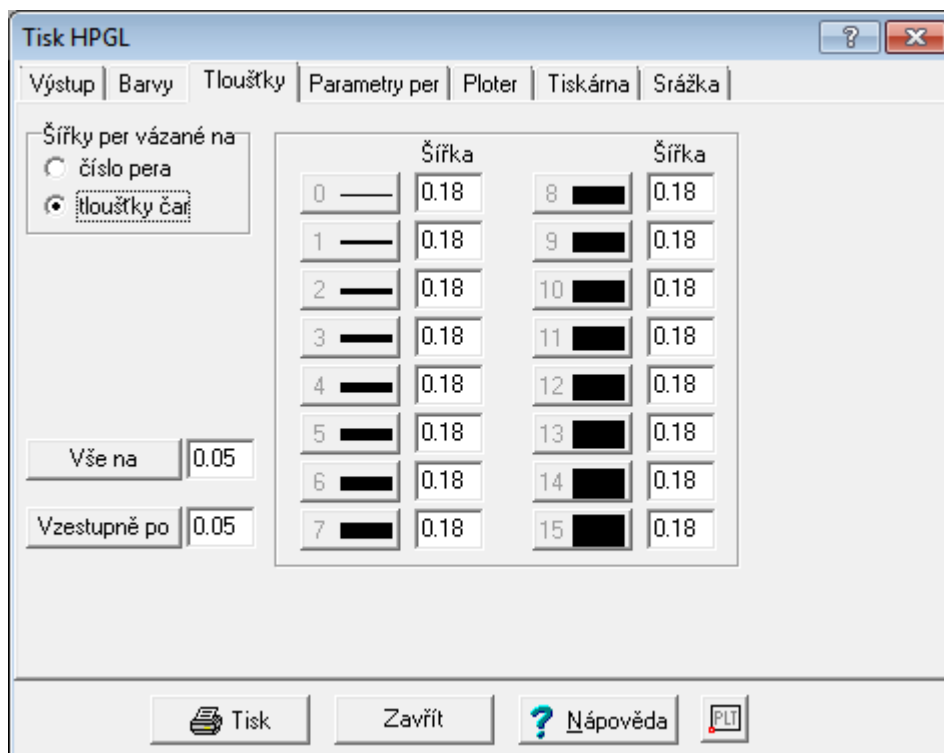 Tisk HPGL
Výstup Barvy Tloušťky Parametry per Ploter Tiskárna Srážka
Šířky per vázané na
číslo pera
tloušťky čar
Vše na 0.05
Vzestupně po 0.05
Šířka Šířka
0 0.18 8 0.18
1 0.18 9 0.18
2 0.18 10 0.18
3 0.18 11 0.18
4 0.18 12 0.18
5 0.18 13 0.18
6 0.18 14 0.18
7 0.18 15 0.18
Tisk Zavřít ? Nápověda PLT